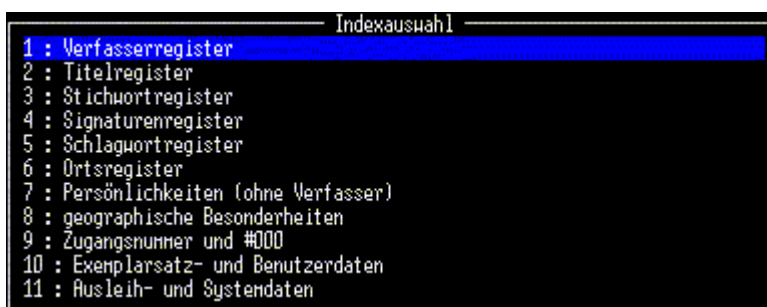 Indexauswahl
1 : Verfasserregister
2 : Titelregister
3 : Stichwortregister
4 : Signaturenregister
5 : Schlagwortregister
6 : Ortsregister
7 : Persönlichkeiten (ohne Verfasser)
8 : geographische Besonderheiten
9 : Zugangsnummer und #000
10 : Exemplarsatz- und Benutzerdaten
11 : Ausleih- und Systemdaten